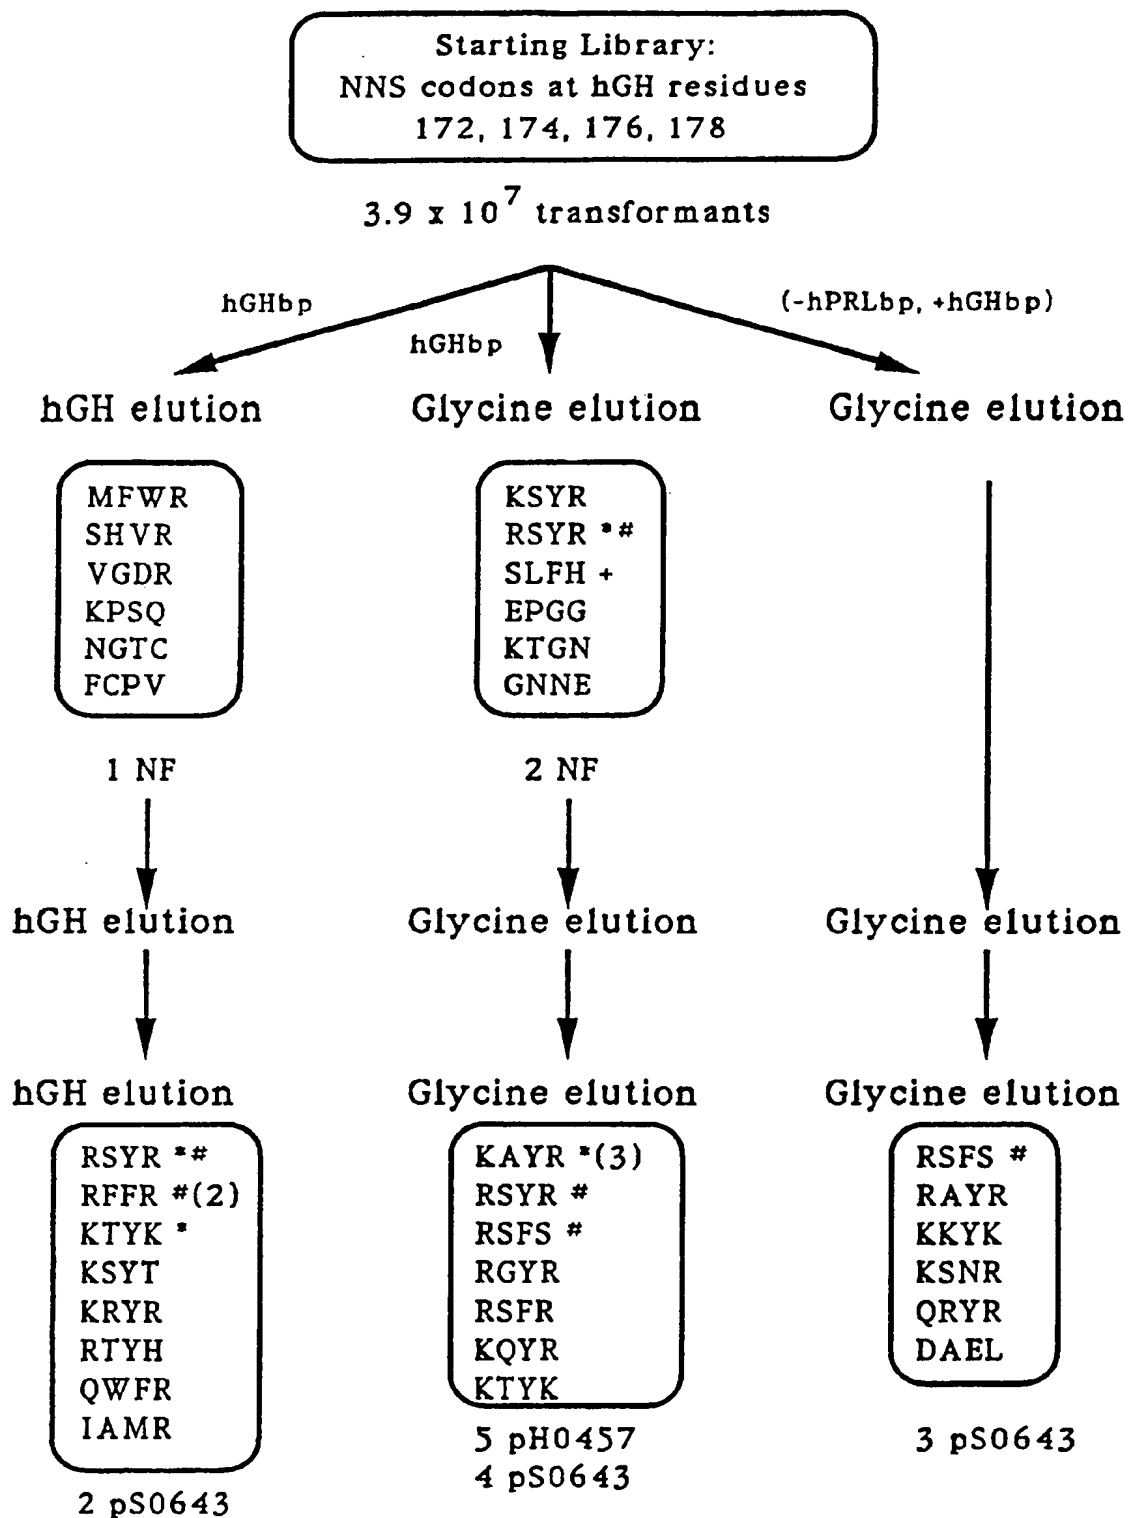 Starting Library:
NNS codons at hGH residues
172, 174, 176, 178
3.9 x 10^7 transformants
hGHbp
hGHbp
(-hPRLbp, +hGHbp)
hGH elution
Glycine elution
Glycine elution
MFWR
SHVR
VGDR
KPSQ
NGTC
FCPV
1 NF
KSYR
RSYR *#
SLFH +
EPGG
KTGN
GNNE
2 NF
hGH elution
Glycine elution
Glycine elution
hGH elution
Glycine elution
Glycine elution
RSYR *#
RFFR #(2)
KTYK *
KSYT
KRYR
RTYH
QWFR
IAMR
2 pS0643
KAYR *(3)
RSYR #
RSFS #
RGYR
RSFR
KQYR
KTYK
5 pH0457
4 pS0643
RSFS #
RAYR
KKYK
KSNR
QRYR
DAEL
3 pS0643